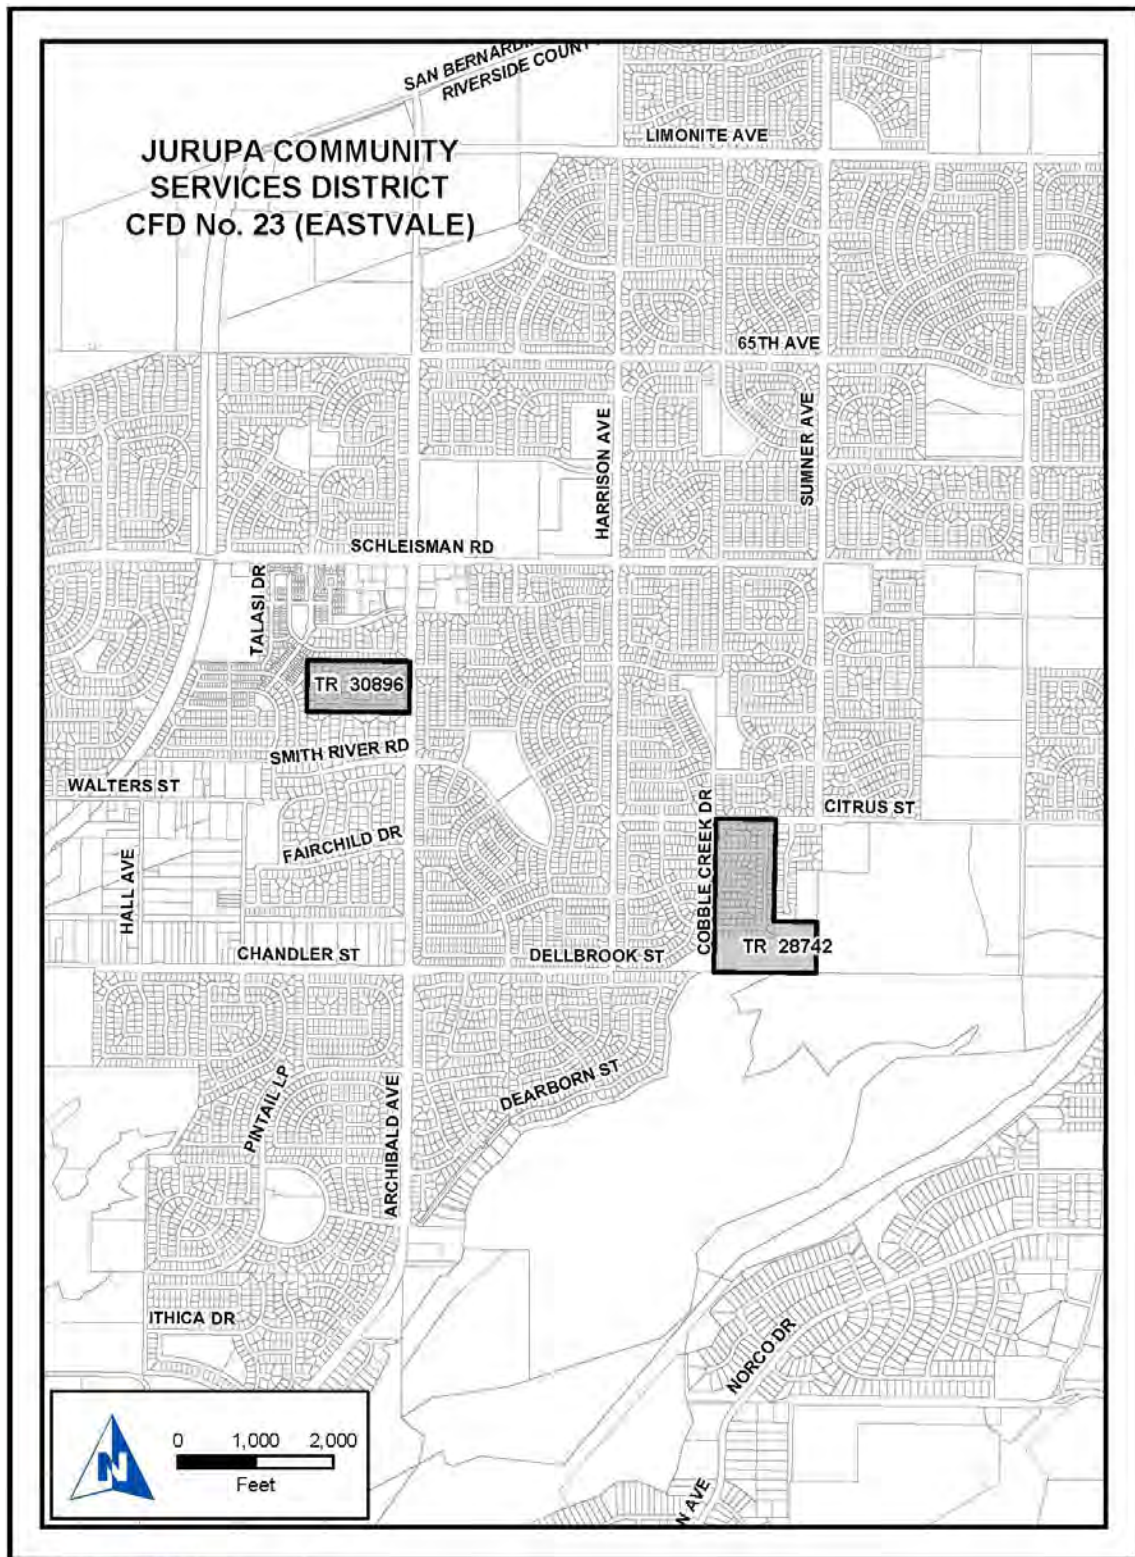 SAN BERNARDI
RIVERSIDE COUNTY
LIMONITE AVE
JURUPA COMMUNITY
SERVICES DISTRICT
CFD No. 23 (EASTVALE)
65TH AVE
SUMNER AVE
HARRISON AVE
SCHLEISMAN RD
TALASI DR
TR 30896
SMITH RIVER RD
WALTERS ST
COBBLE CREEK DR
CITRUS ST
FAIRCHILD DR
HALL AVE
CHANDLER ST
DELLBROOK ST
TR 28742
DEARBORN ST
PINTAIL LP
ARCHIBALD AVE
ITHICA DR
NORCO DR
N
0 1,000 2,000
Feet
N AVE